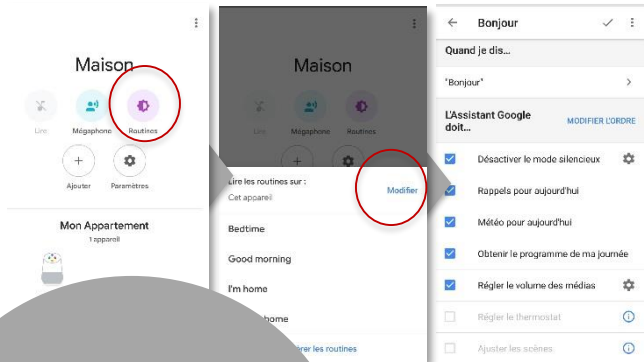 Maison
Lire
Mégaphone
Routines
Ajouter
Paramètres
Mon Appartement
1 appareil
Maison
Lire
Mégaphone
Routines
Lire les routines sur :
Cet appareil
Modifier
Bedtime
Good morning
I'm home
home
les routines
Bonjour
Quand je dis...
"Bonjour"
L'Assistant Google
doit...
MODIFIER L'ORDRE
Désactiver le mode silencieux
Rappels pour aujourd'hui
Météo pour aujourd'hui
Obtenir le programme de ma journée
Régler le volume des médias
Régler le thermostat
Ajuster les scènes